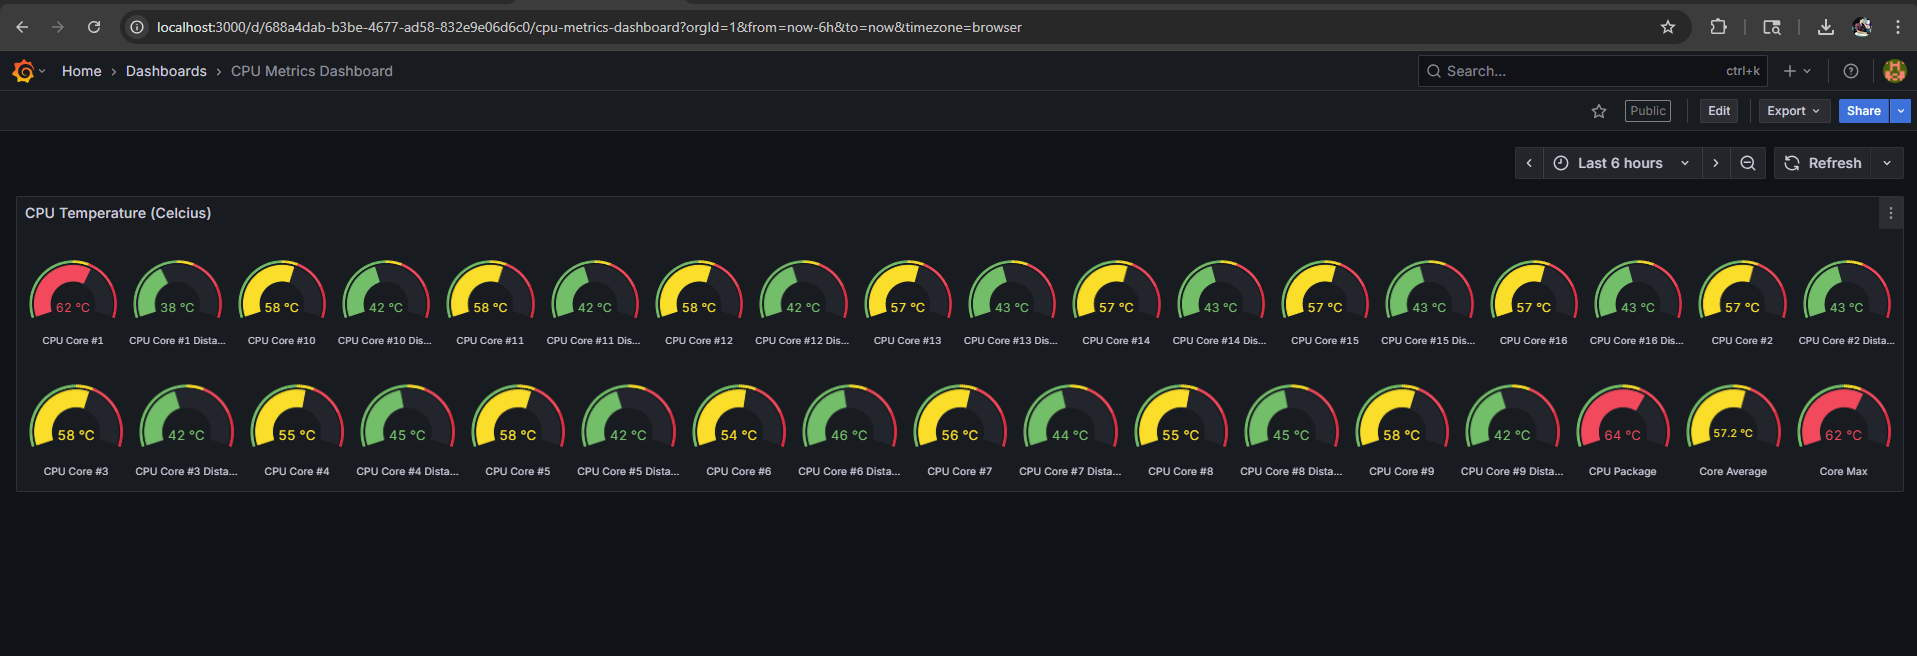 localhost:3000/d/688a4dab-b3be-4677-ad58-832e9e06d6c0/cpu-metrics-dashboard?orgId=1&from=now-6h&to=now&timezone=browser
Home › Dashboards › CPU Metrics Dashboard
Search... ctrl+k
Public Edit Export Share
Last 6 hours Refresh
CPU Temperature (Celcius)
62 °C 38 °C 58 °C 42 °C 58 °C 42 °C 58 °C 42 °C 57 °C 43 °C 57 °C 43 °C 57 °C 43 °C 57 °C 43 °C 57 °C 43 °C
CPU Core #1 CPU Core #1 Dista... CPU Core #10 CPU Core #10 Dis... CPU Core #11 CPU Core #11 Dis... CPU Core #12 CPU Core #12 Dis... CPU Core #13 CPU Core #13 Dis... CPU Core #14 CPU Core #14 Dis... CPU Core #15 CPU Core #15 Dis... CPU Core #16 CPU Core #16 Dis... CPU Core #2 CPU Core #2 Dista...
58 °C 42 °C 55 °C 45 °C 58 °C 42 °C 54 °C 46 °C 56 °C 44 °C 55 °C 45 °C 58 °C 42 °C 64 °C 57.2 °C 62 °C
CPU Core #3 CPU Core #3 Dista... CPU Core #4 CPU Core #4 Dista... CPU Core #5 CPU Core #5 Dista... CPU Core #6 CPU Core #6 Dista... CPU Core #7 CPU Core #7 Dista... CPU Core #8 CPU Core #8 Dista... CPU Core #9 CPU Core #9 Dista... CPU Package Core Average Core Max